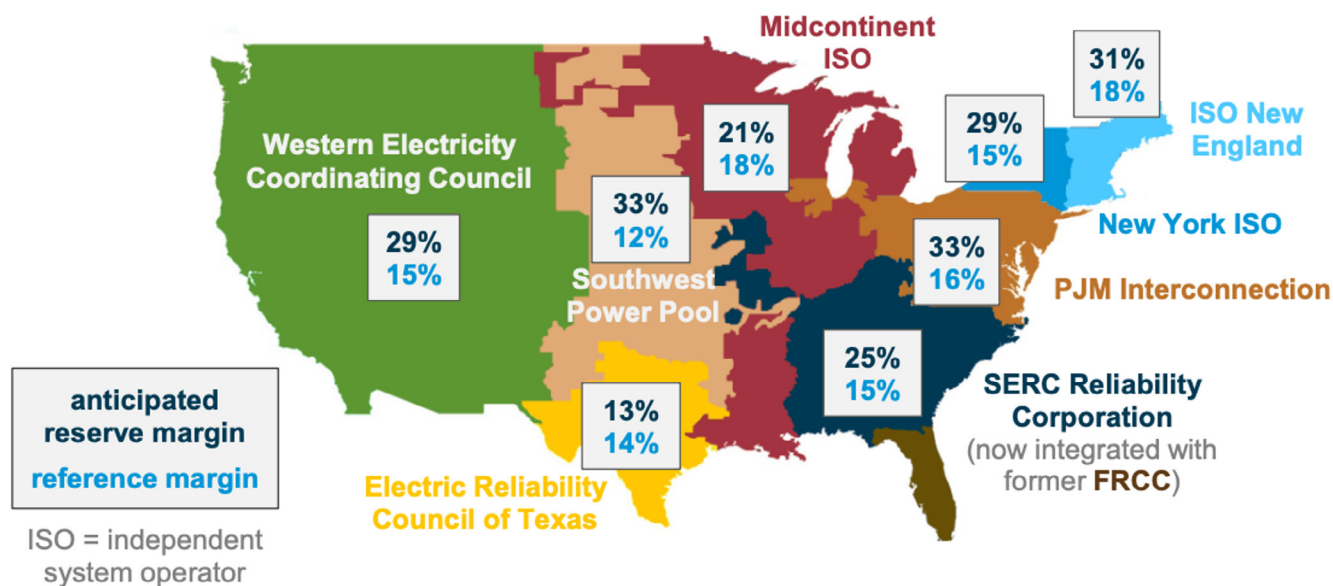 Midcontinent
ISO
31%
18%
ISO New
England
29%
15%
New York ISO
21%
18%
Western Electricity
Coordinating Council
29%
15%
33%
12%
Southwest
Power Pool
33%
16%
PJM Interconnection
25%
15%
SERC Reliability
Corporation
(now integrated with
former FRCC)
13%
14%
Electric Reliability
Council of Texas
anticipated
reserve margin
reference margin
ISO = independent
system operator